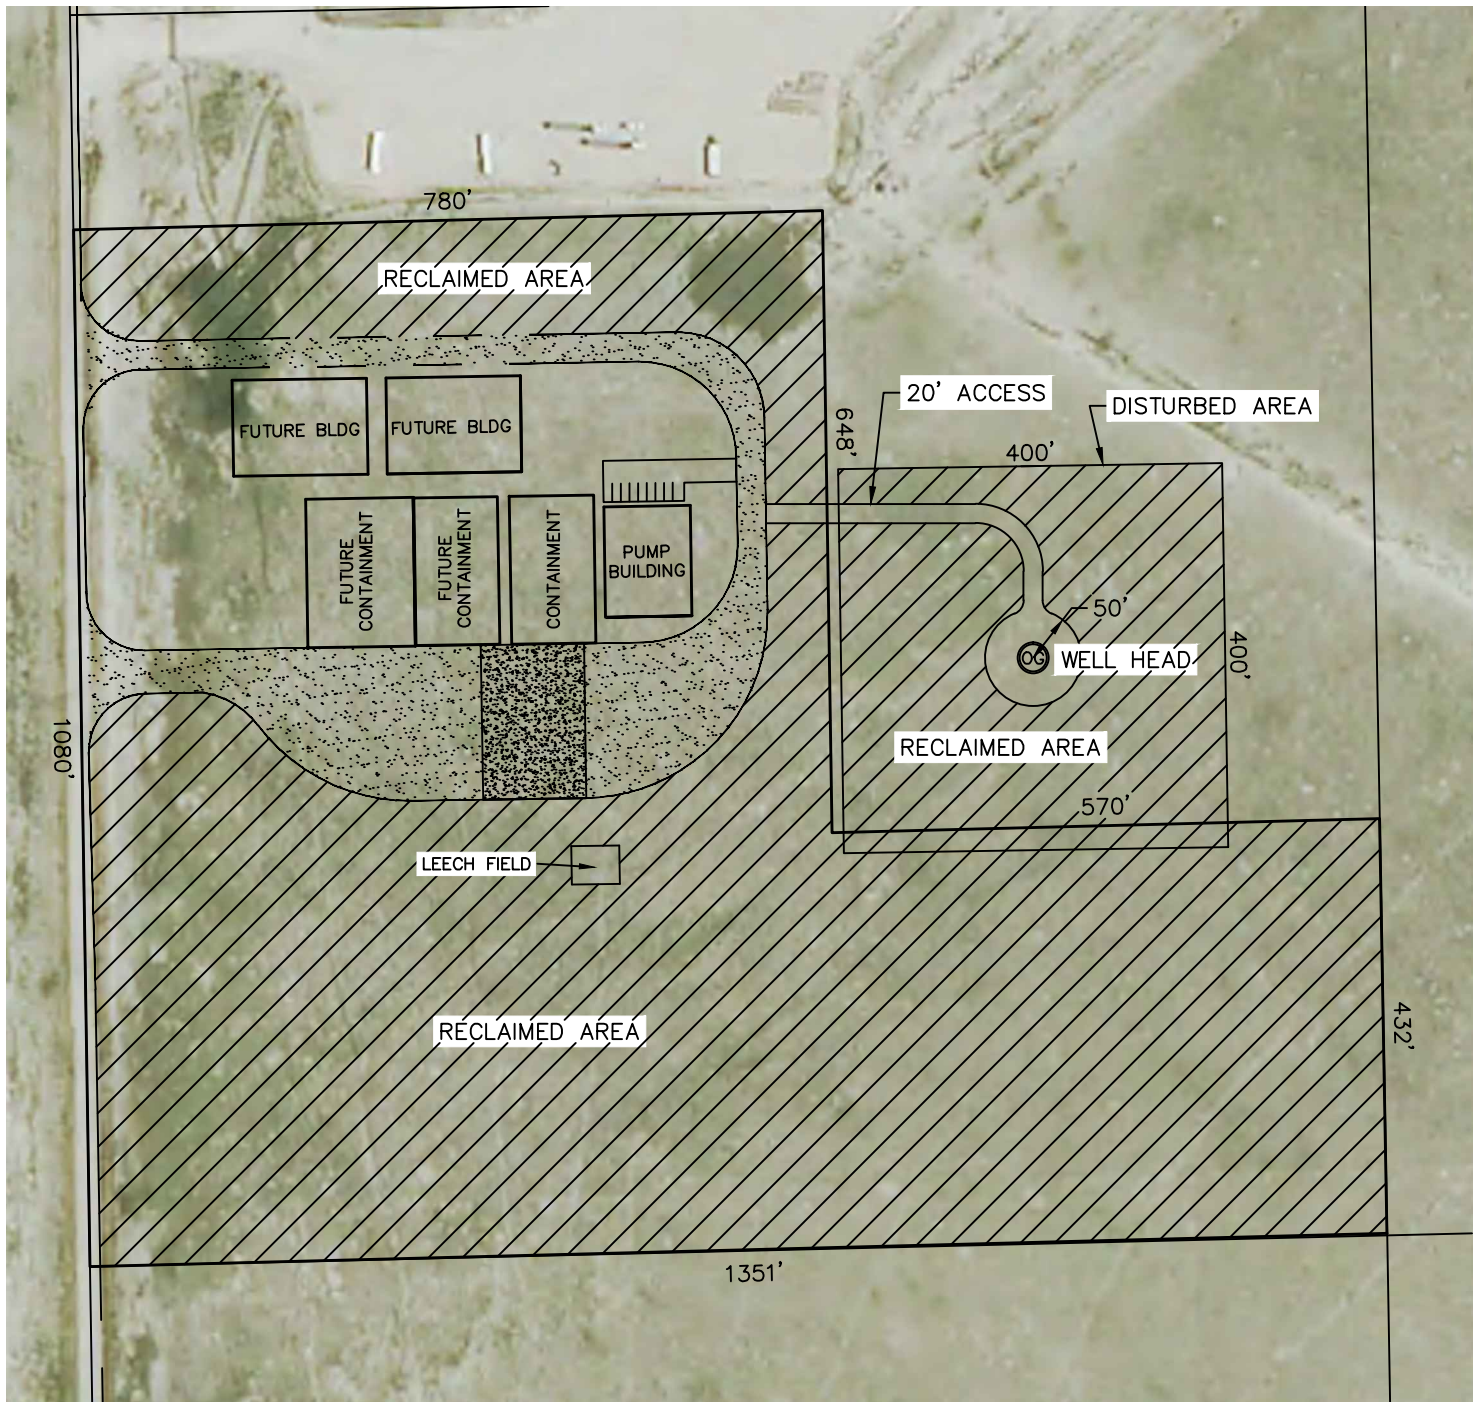 780'
RECLAIMED AREA
20' ACCESS
DISTURBED AREA
648'
400'
FUTURE BLDG
FUTURE BLDG
FUTURE
CONTAINMENT
FUTURE
CONTAINMENT
CONTAINMENT
PUMP
BUILDING
50'
OG
WELL HEAD
400'
1080'
RECLAIMED AREA
570'
LEECH FIELD
RECLAIMED AREA
432'
1351'